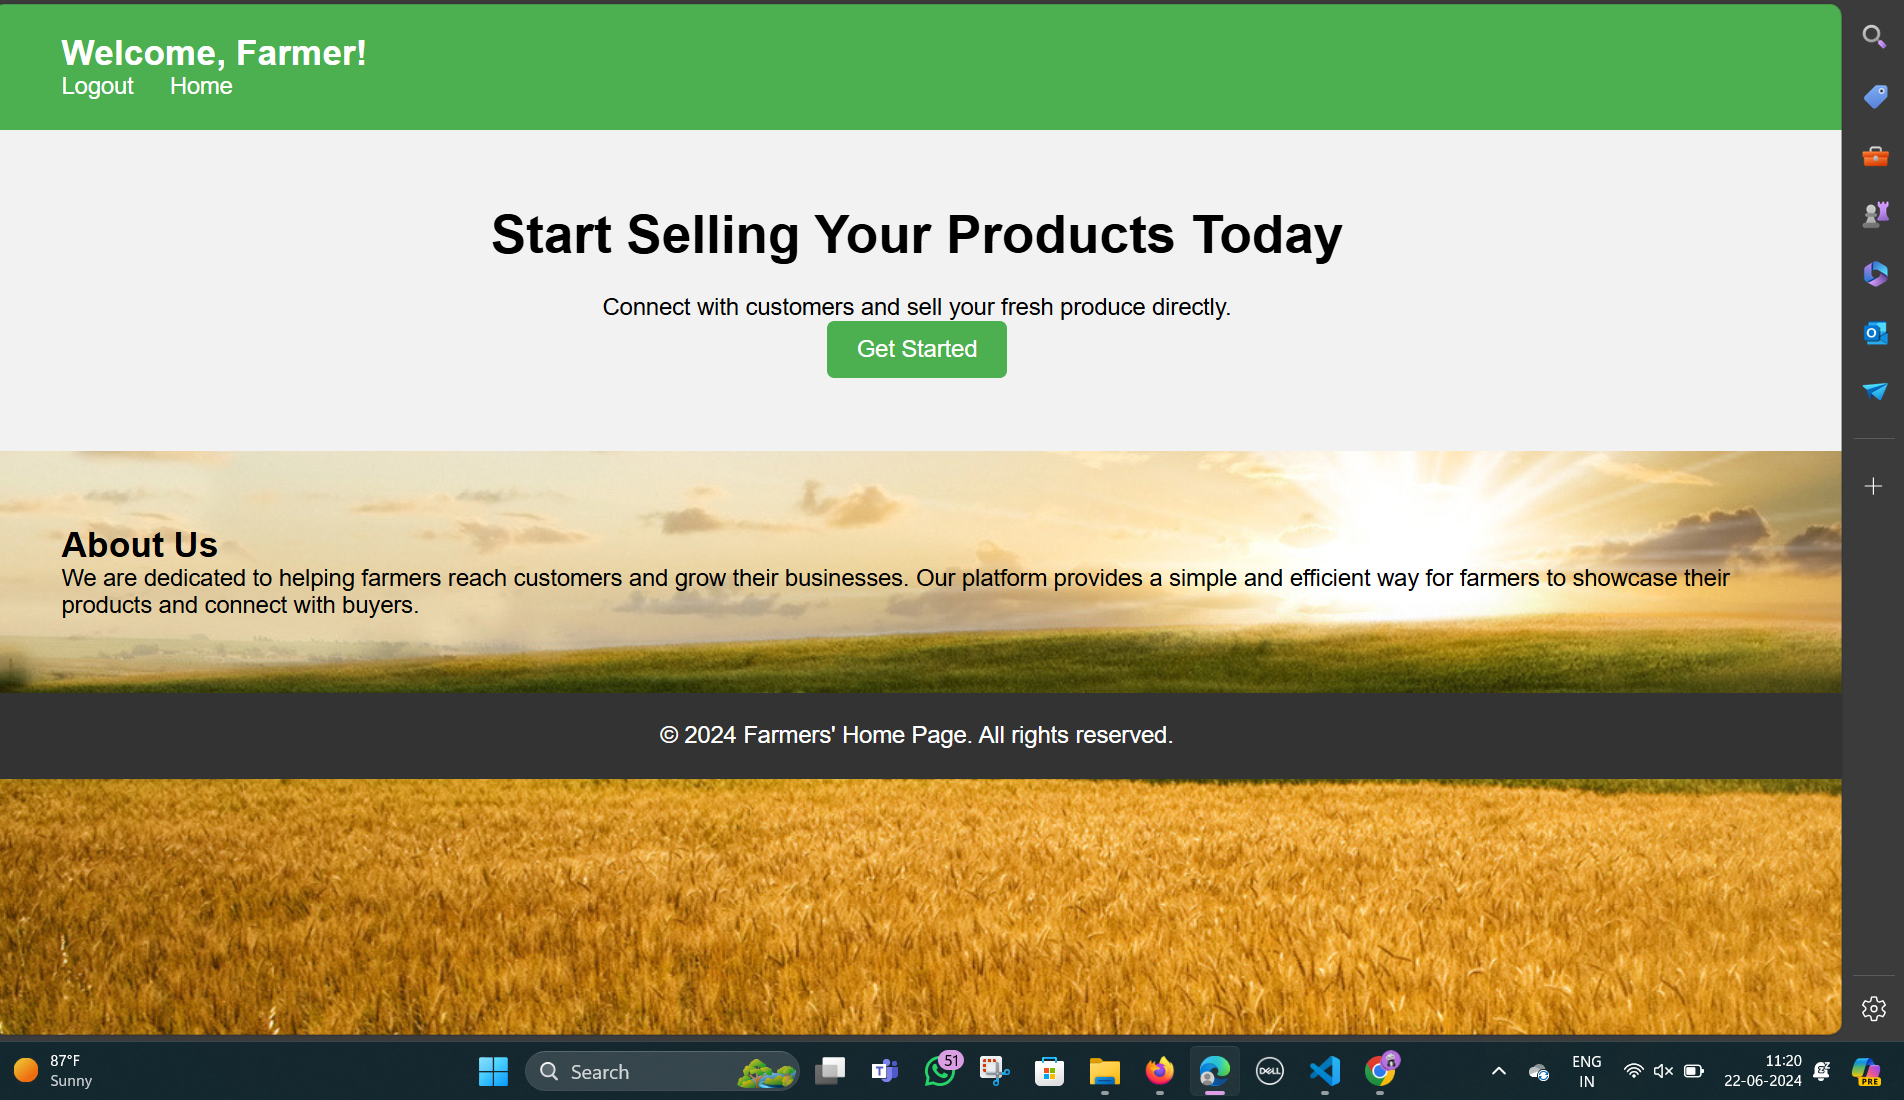 Welcome, Farmer!
Logout Home
Start Selling Your Products Today
Connect with customers and sell your fresh produce directly.
Get Started
About Us
We are dedicated to helping farmers reach customers and grow their businesses. Our platform provides a simple and efficient way for farmers to showcase their
products and connect with buyers.
© 2024 Farmers' Home Page. All rights reserved.
87°F
Sunny
Search
51
DELL
ENG
IN
11:20
22-06-2024
PRE